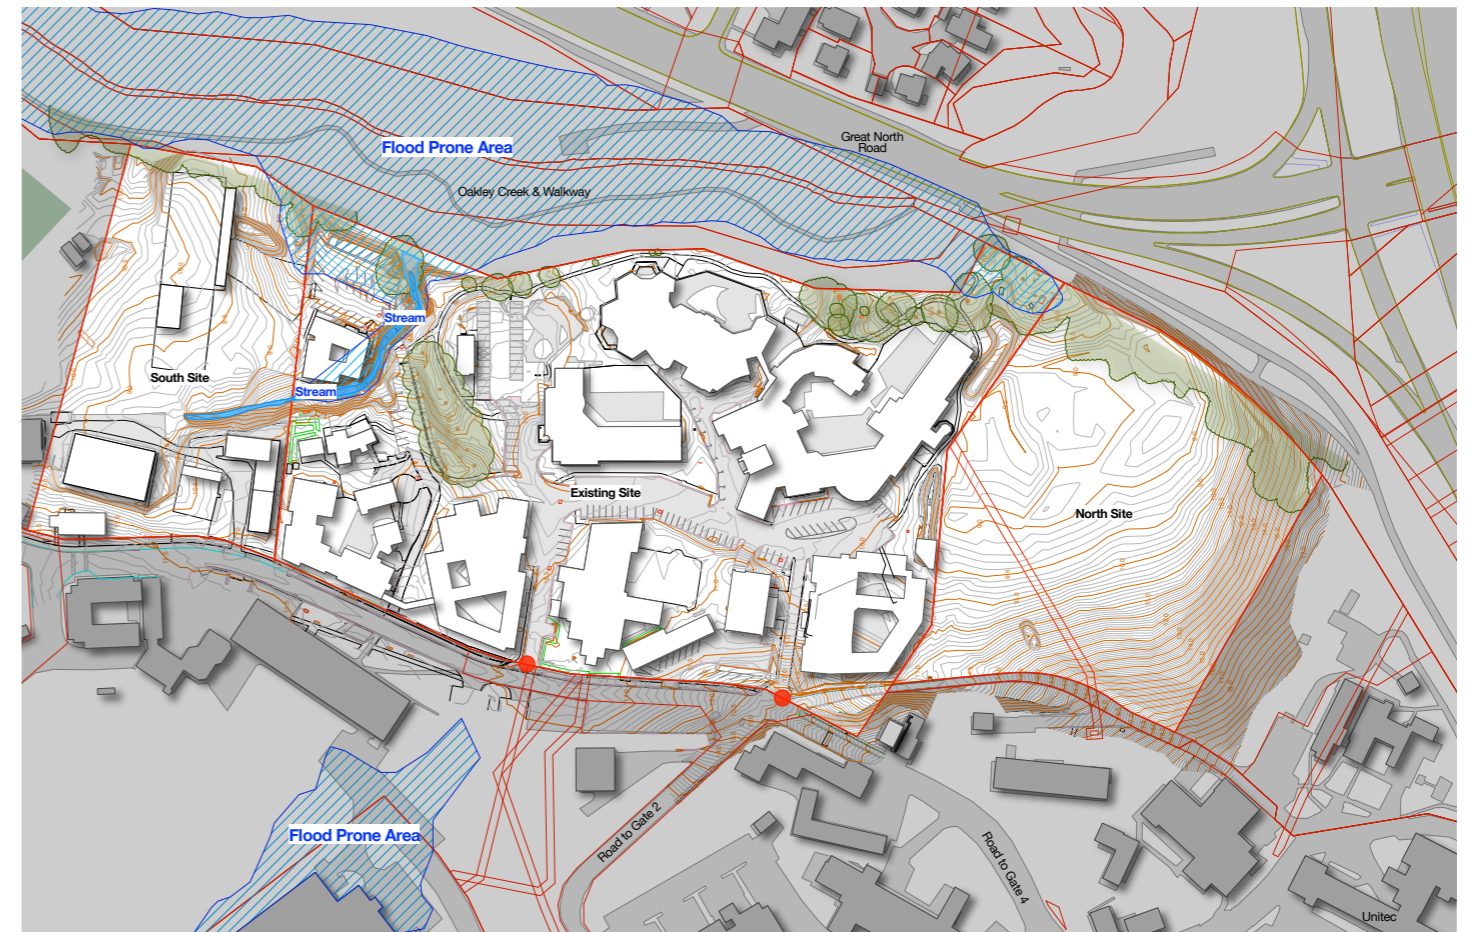 Great North
Road
Flood Prone Area
Oakley Creek & Walkway
Stream
South Site
Stream
Existing Site
North Site
Road to Gate 2
Flood Prone Area
Road to Gate 4
Unitec